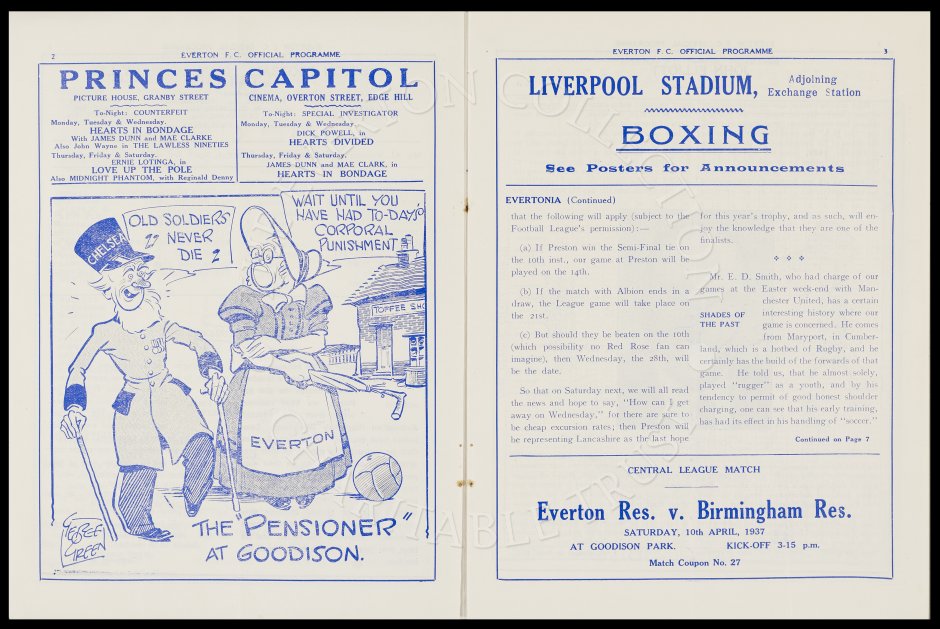 2
EVERTON F. C. OFFICIAL PROGRAMME
PRINCES
PICTURE HOUSE, GRANBY STREET
To-Night: COUNTERFEIT
Monday, Tuesday & Wednesday.
HEARTS IN BONDAGE
With JAMES DUNN and MAE CLARKE
Also John Wayne in THE LAWLESS NINETIES
Thursday, Friday & Saturday.
ERNIE LOTINGA, in
LOVE UP THE POLE
Also MIDNIGHT PHANTOM, with Reginald Denny
CAPITOL
CINEMA, OVERTON STREET, EDGE HILL
To-Night: SPECIAL INVESTIGATOR
Monday, Tuesday & Wednesday.
DICK POWELL, in
HEARTS DIVIDED
Thursday, Friday & Saturday.
JAMES DUNN and MAE CLARK, in
HEARTS IN BONDAGE
OLD SOLDIERS
NEVER
DIE
WAIT UNTIL YOU
HAVE HAD TO-DAY'S
CORPORAL
PUNISHMENT
CHELSEA
TOFFEE SHO
EVERTON
THE "PENSIONER"
AT GOODISON.
GEORGE
GREEN
EVERTON F. C. OFFICIAL PROGRAMME
3
LIVERPOOL STADIUM,
Adjoining
Exchange Station
BOXING
See Posters for Announcements
EVERTONIA (Continued)
that the following will apply (subject to the
Football League's permission):—
(a) If Preston win the Semi-Final tie on
the 10th inst., our game at Preston will be
played on the 14th.
(b) If the match with Albion ends in a
draw, the League game will take place on
the 21st.
(c) But should they be beaten on the 10th
(which possibility no Red Rose fan can
imagine), then Wednesday, the 28th, will
be the date.
So that on Saturday next, we will all read
the news and hope to say, "How can I get
away on Wednesday," for there are sure to
be cheap excursion rates; then Preston will
be representing Lancashire as the last hope
for this year's trophy, and as such, will en-
joy the knowledge that they are one of the
finalists.
Mr. E. D. Smith, who had charge of our
games at the Easter week-end with Man-
chester United, has a certain
interesting history where our
SHADES OF
THE PAST
game is concerned. He comes
from Maryport, in Cumber-
land, which is a hotbed of Rugby, and he
certainly has the build of the forwards of that
game. He told us, that he almost solely,
played "rugger" as a youth, and by his
tendency to permit of good honest shoulder
charging, one can see that his early training,
has had its effect in his handling of "soccer."
Continued on Page 7
CENTRAL LEAGUE MATCH
Everton Res. v. Birmingham Res.
SATURDAY, 10th APRIL, 1937
AT GOODISON PARK. KICK-OFF 3-15 p.m.
Match Coupon No. 27